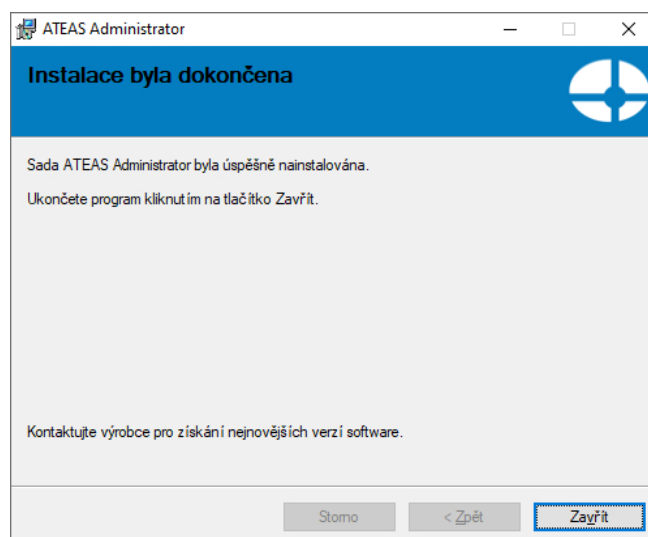 ATEAS Administrator
Instalace byla dokončena
Sada ATEAS Administrator byla úspěšně nainstalována.
Ukončete program kliknutím na tlačítko Zavřít.
Kontaktujte výrobce pro získání nejnovějších verzí software.
Storno
< Zpět
Zavřít